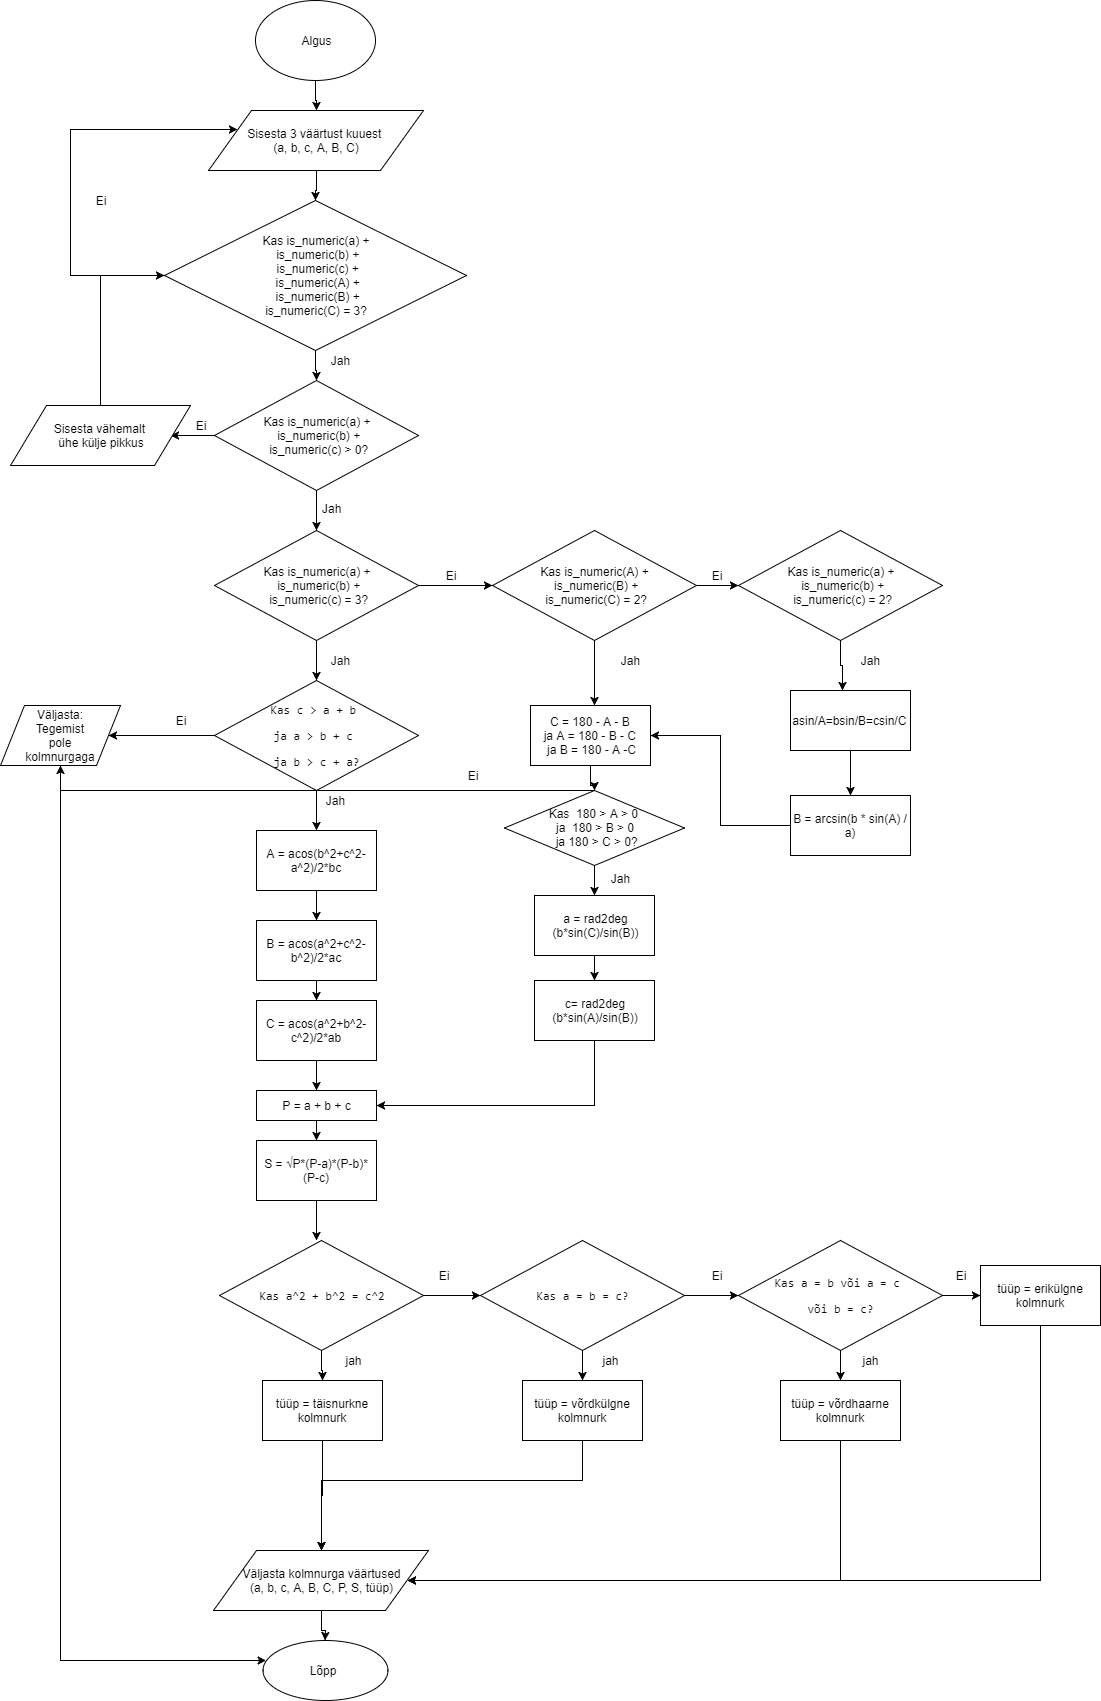 Algus
Sisesta 3 väärtust kuuest
(a, b, c, A, B, C)
Ei
Kas is_numeric(a) +
is_numeric(b) +
is_numeric(c) +
is_numeric(A) +
is_numeric(B) +
is_numeric(C) = 3?
Jah
Kas is_numeric(a) +
is_numeric(b) +
is_numeric(c) > 0?
Ei
Sisesta vähemalt
ühe külje pikkus
Jah
Kas is_numeric(a) +
is_numeric(b) +
is_numeric(c) = 3?
Ei
Kas is_numeric(A) +
is_numeric(B) +
is_numeric(C) = 2?
Ei
Kas is_numeric(a) +
is_numeric(b) +
is_numeric(c) = 2?
Jah
Jah
Jah
Kas c > a + b
ja a > b + c
ja b > c + a?
Ei
Väljasta:
Tegemist
pole
kolmnurgaga
C = 180 - A - B
ja A = 180 - B - C
ja B = 180 - A -C
asin/A=bsin/B=csin/C
Ei
Jah
Kas 180 > A > 0
ja 180 > B > 0
ja 180 > C > 0?
B = arcsin(b * sin(A) /
a)
Jah
A = acos(b^2+c^2-
a^2)/2*bc
a = rad2deg
(b*sin(C)/sin(B))
B = acos(a^2+c^2-
b^2)/2*ac
c= rad2deg
(b*sin(A)/sin(B))
C = acos(a^2+b^2-
c^2)/2*ab
P = a + b + c
S = √P*(P-a)*(P-b)*
(P-c)
Kas a^2 + b^2 = c^2
Ei
Kas a = b = c?
Ei
Kas a = b või a = c
või b = c?
Ei
tüüp = erikülgne
kolmnurk
jah
jah
jah
tüüp = täisnurkne
kolmnurk
tüüp = võrdkülgne
kolmnurk
tüüp = võrdhaarne
kolmnurk
Väljasta kolmnurga väärtused
(a, b, c, A, B, C, P, S, tüüp)
Lõpp